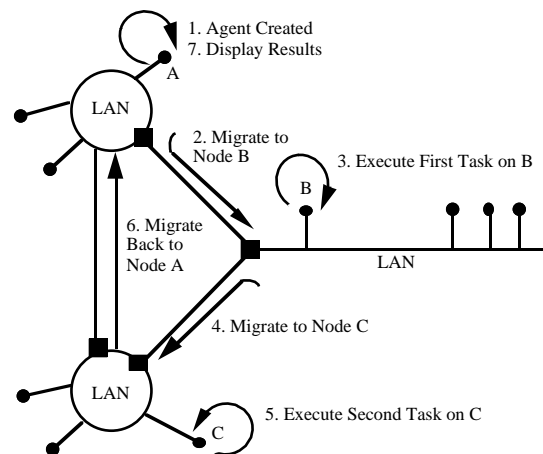 1. Agent Created
7. Display Results
A
LAN
2. Migrate to
Node B
3. Execute First Task on B
B
6. Migrate
Back to
Node A
LAN
4. Migrate to Node C
LAN
5. Execute Second Task on C
C